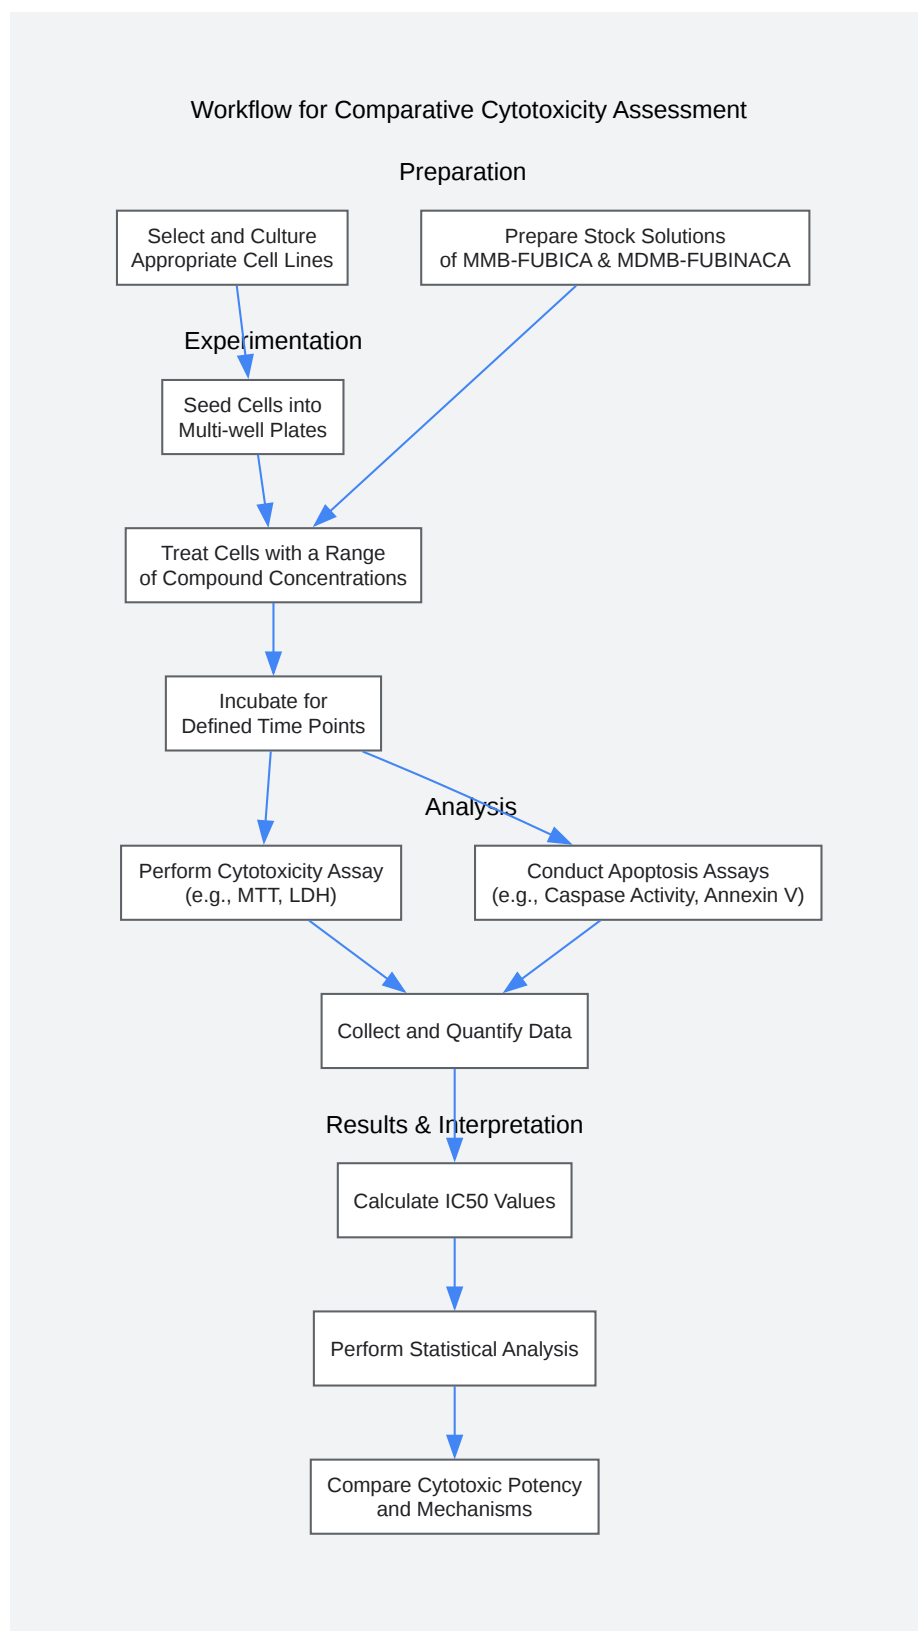 Workflow for Comparative Cytotoxicity Assessment
Preparation
Select and Culture
Appropriate Cell Lines
Prepare Stock Solutions
of MMB-FUBICA & MDMB-FUBINACA
Experimentation
Seed Cells into
Multi-well Plates
Treat Cells with a Range
of Compound Concentrations
Incubate for
Defined Time Points
Analysis
Perform Cytotoxicity Assay
(e.g., MTT, LDH)
Conduct Apoptosis Assays
(e.g., Caspase Activity, Annexin V)
Collect and Quantify Data
Results & Interpretation
Calculate IC50 Values
Perform Statistical Analysis
Compare Cytotoxic Potency
and Mechanisms